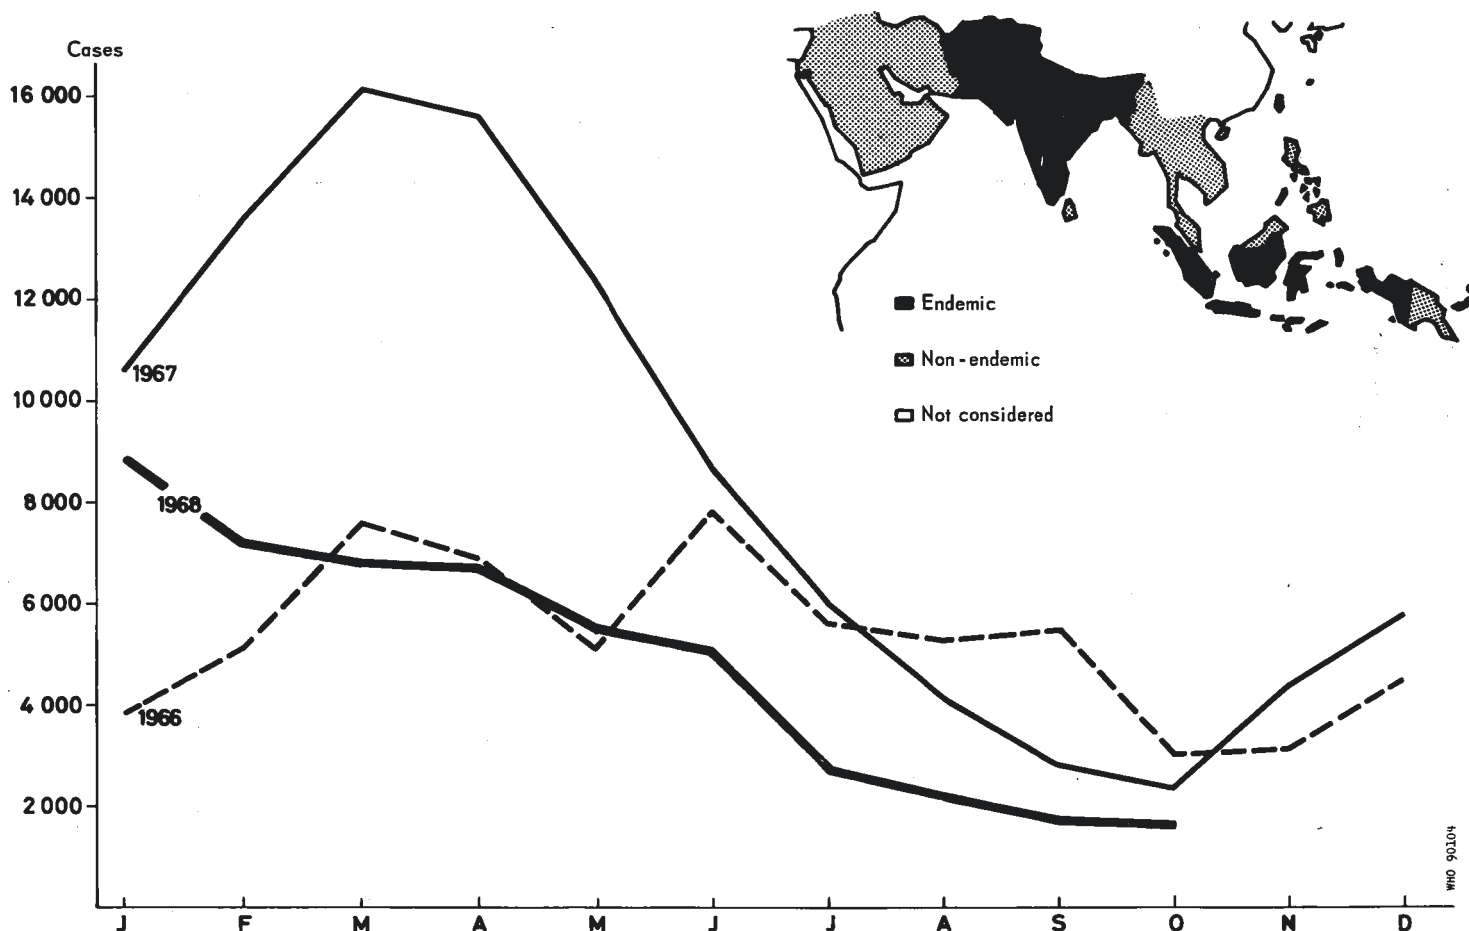 Cases
16 000
14 000
12 000
10 000
8 000
6 000
4 000
2 000
1967
1968
1966
Endemic
Non-endemic
Not considered
WHO 90104
J F M A M J J A S O N D